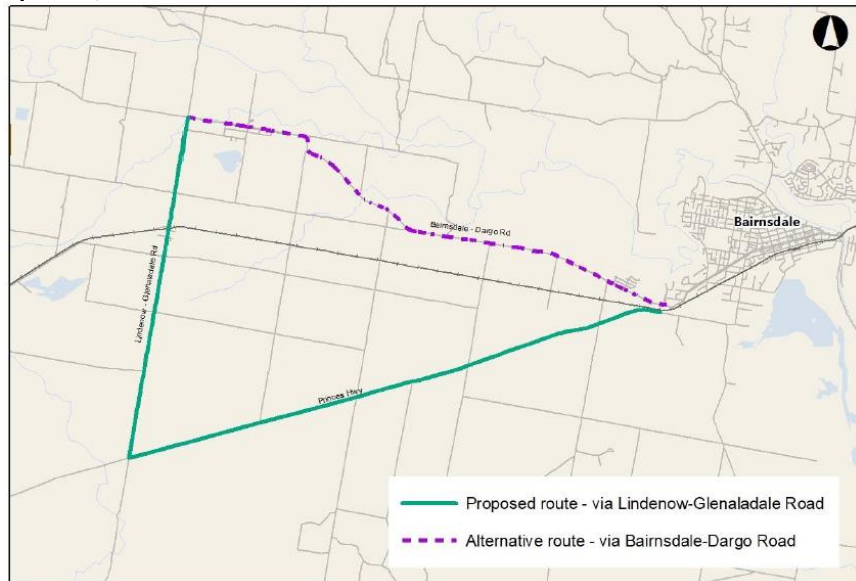 Bairnsdale
Bairnsdale - Dargo Rd
Lindenow - Glenaladale Rd
Princes Hwy
Proposed route - via Lindenow-Glenaladale Road
Alternative route - via Bairnsdale-Dargo Road